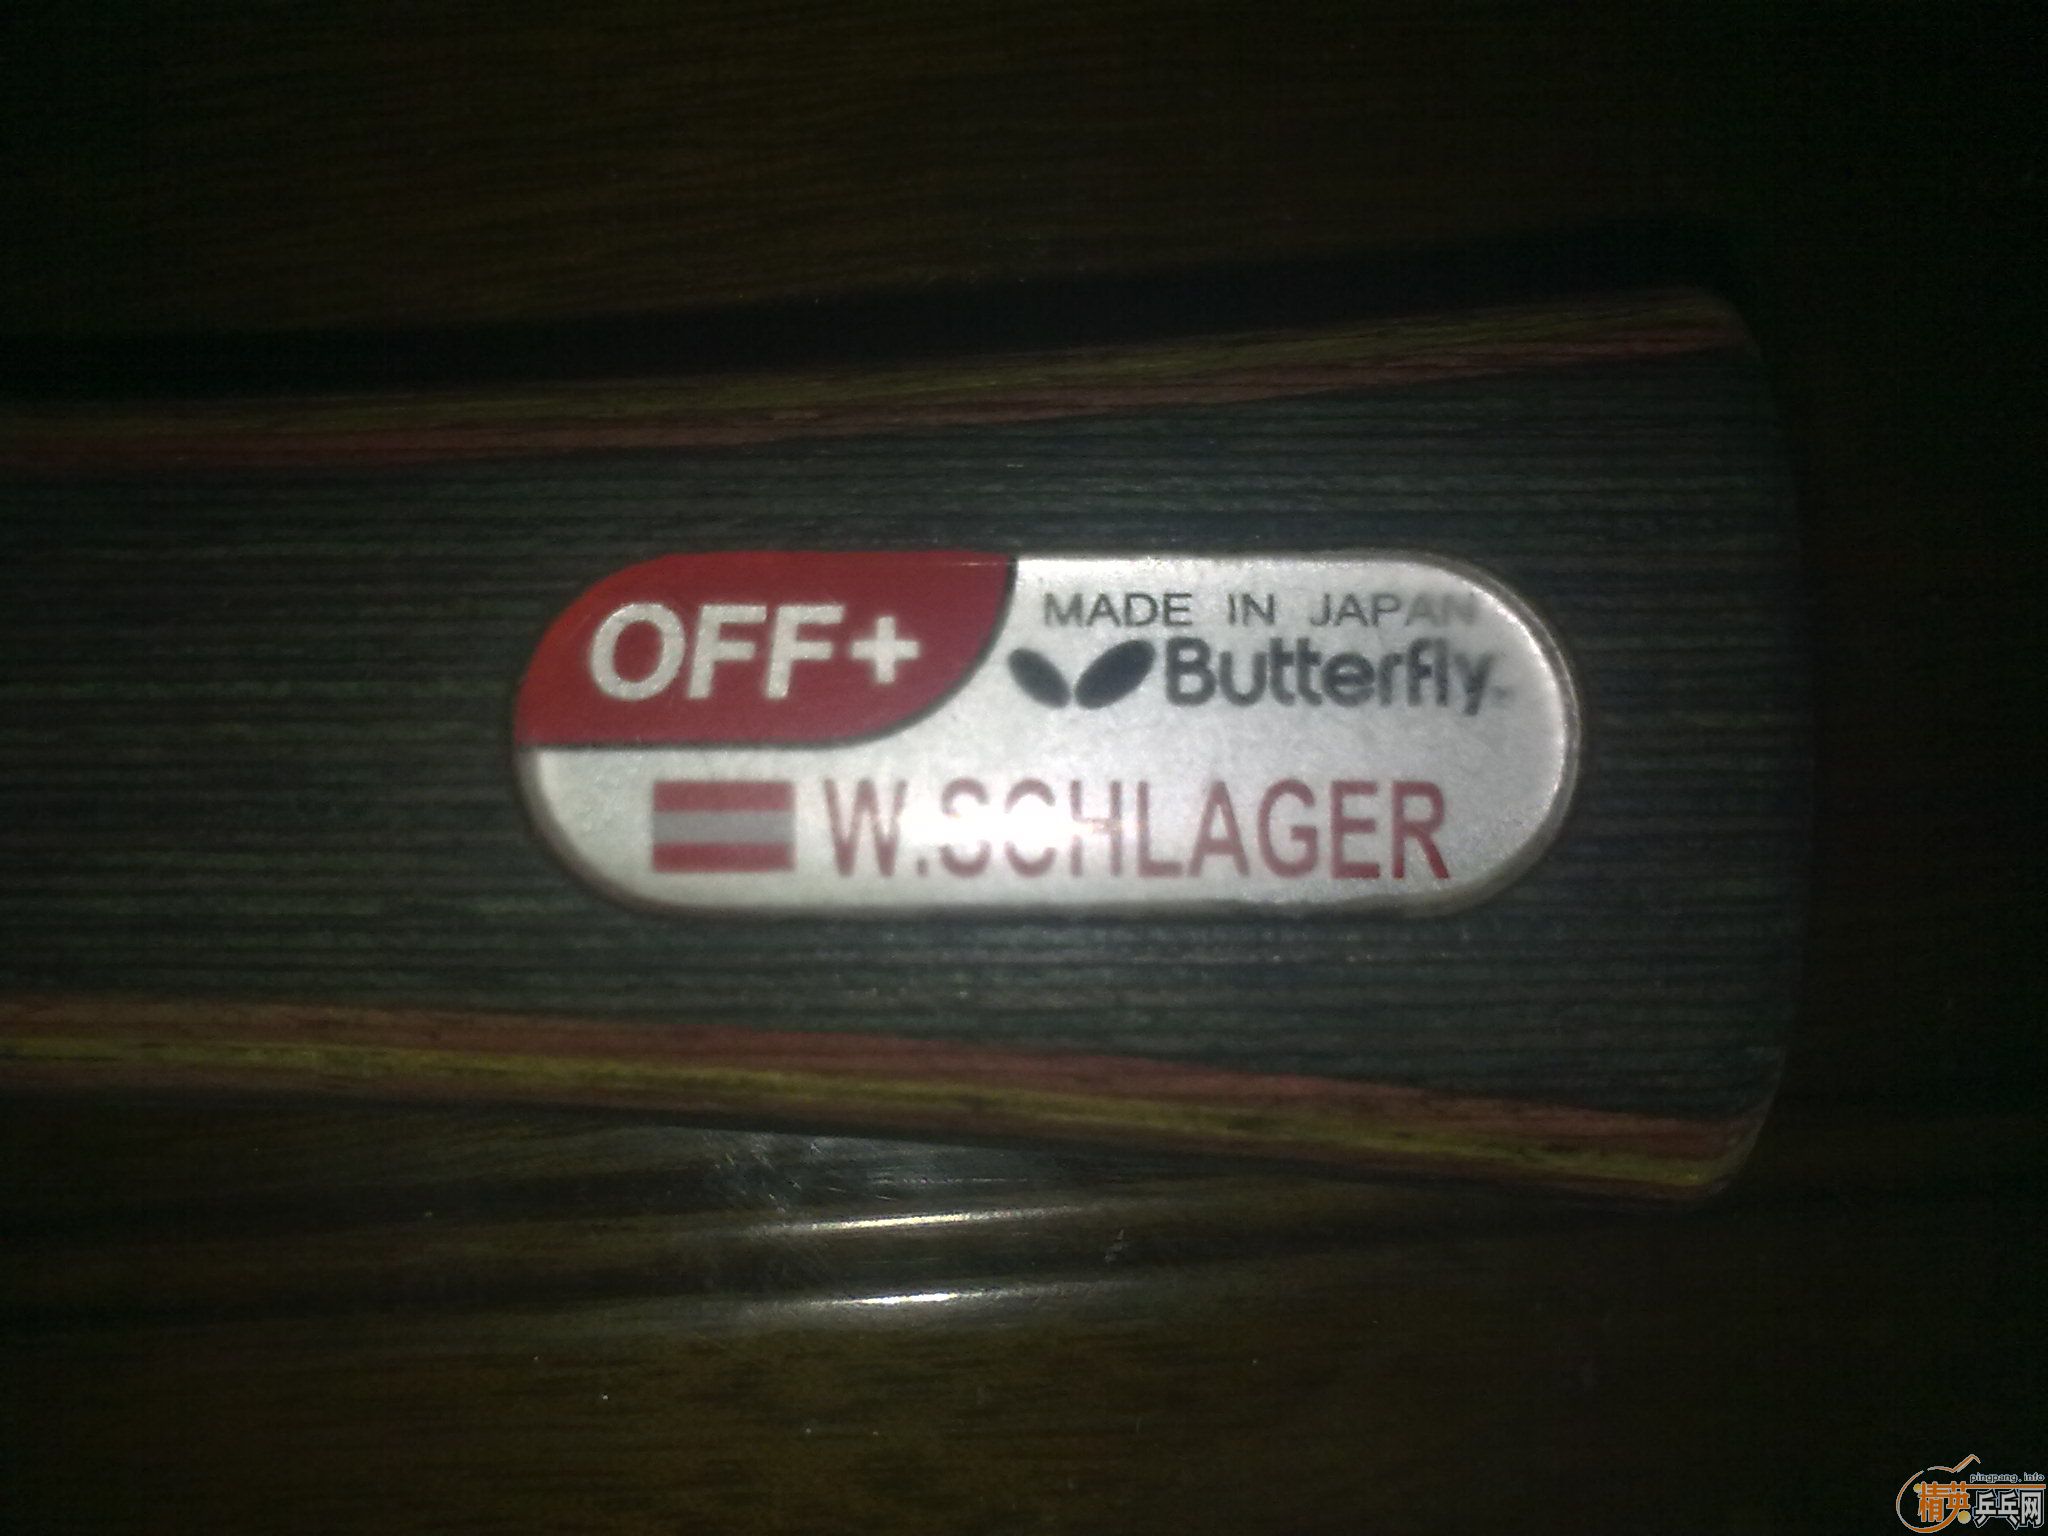 OFF+
MADE IN JAPAN
Butterfly
W.SCHLAGER
pingpang.info
精英乒乓网